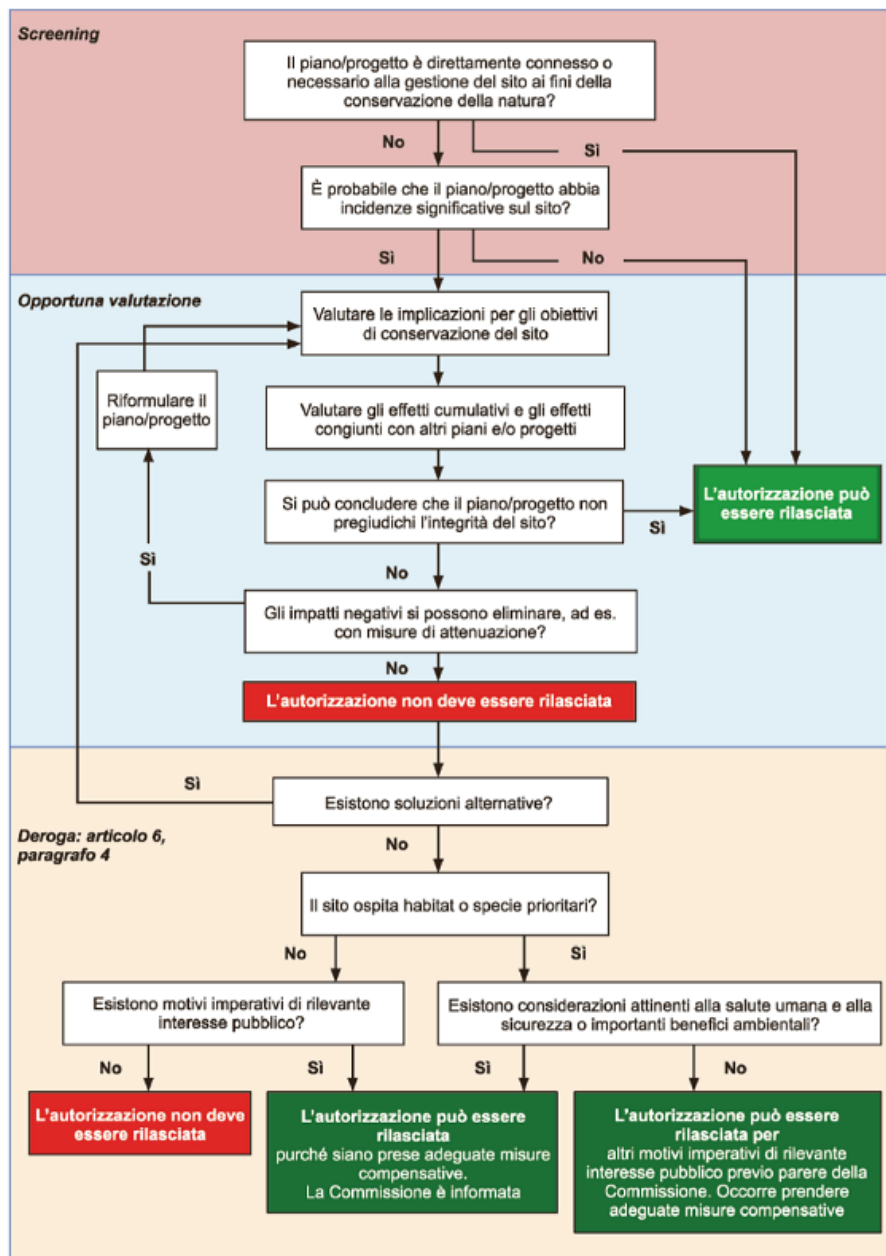 Screening
Il piano/progetto è direttamente connesso o
necessario alla gestione del sito ai fini della
conservazione della natura?
No
Sì
È probabile che il piano/progetto abbia
incidenze significative sul sito?
Sì
No
Opportuna valutazione
Valutare le implicazioni per gli obiettivi
di conservazione del sito
Riformulare il
piano/progetto
Valutare gli effetti cumulativi e gli effetti
congiunti con altri piani e/o progetti
Si può concludere che il piano/progetto non
pregiudichi l'integrità del sito?
Sì
L'autorizzazione può
essere rilasciata
Sì
No
Gli impatti negativi si possono eliminare, ad es.
con misure di attenuazione?
No
L'autorizzazione non deve essere rilasciata
Sì
Esistono soluzioni alternative?
Deroga: articolo 6,
paragrafo 4
No
Il sito ospita habitat o specie prioritari?
No
Sì
Esistono motivi imperativi di rilevante
interesse pubblico?
Esistono considerazioni attinenti alla salute umana e alla
sicurezza o importanti benefici ambientali?
No
Sì
Sì
No
L'autorizzazione non deve
essere rilasciata
L'autorizzazione può essere
rilasciata
purché siano prese adeguate misure
compensative.
La Commissione è informata
L'autorizzazione può essere
rilasciata per
altri motivi imperativi di rilevante
interesse pubblico previo parere della
Commissione. Occorre prendere
adeguate misure compensative